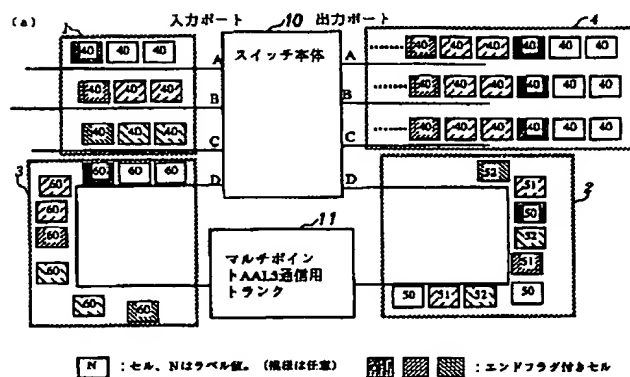 (a)
入力ポート
10
出力ポート
1
4
40 40 40
A
スイッチ本体
A
40 40 40 40 40 40
40 40 40
B
B
40 40 40 40 40 40
40 40 40
C
C
40 40 40 40 40 40
3
60 60 60
D
D
52
2
60
51
60
50
60
11
52
60
マルチポイン
トAAL5通信用
トランク
51
60 60
50 51 52 50
N :セル、Nはラベル値。(模様は任意)
:エンドフラグ付きセル